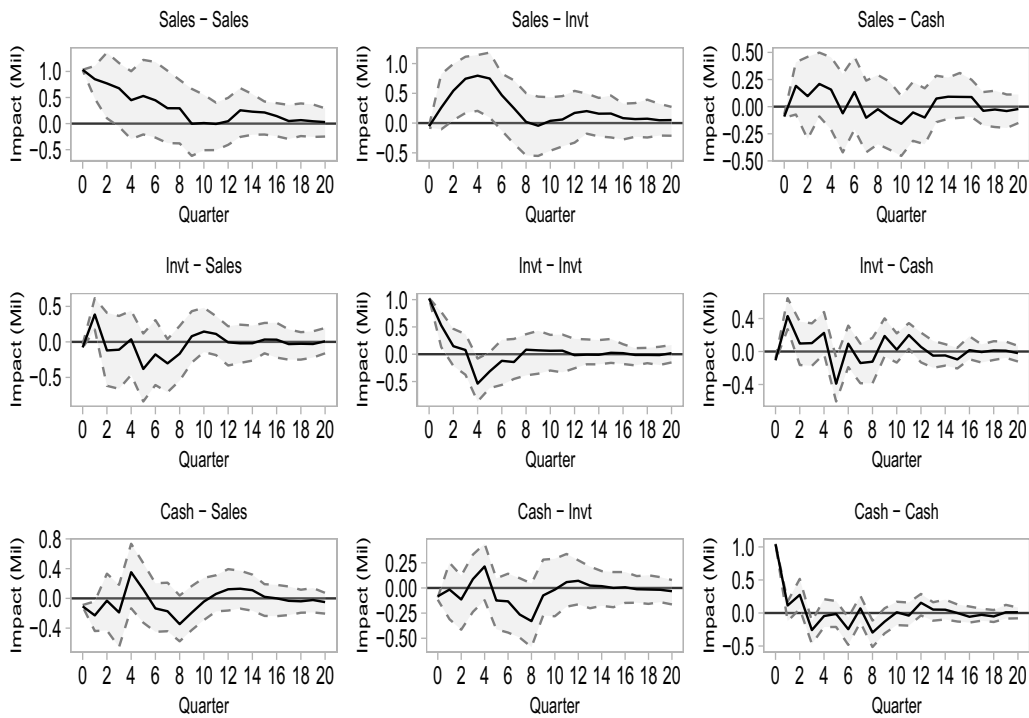 Sales − Sales
Impact (Mil)
1.0
0.5
0.0
−0.5
0 2 4 6 8 10 12 14 16 18 20
Quarter
Sales − Invt
Impact (Mil)
1.0
0.5
0.0
−0.5
0 2 4 6 8 10 12 14 16 18 20
Quarter
Sales − Cash
Impact (Mil)
0.50
0.25
0.00
−0.25
−0.50
0 2 4 6 8 10 12 14 16 18 20
Quarter
Invt − Sales
Impact (Mil)
0.5
0.0
−0.5
0 2 4 6 8 10 12 14 16 18 20
Quarter
Invt − Invt
Impact (Mil)
1.0
0.5
0.0
−0.5
0 2 4 6 8 10 12 14 16 18 20
Quarter
Invt − Cash
Impact (Mil)
0.4
0.0
−0.4
0 2 4 6 8 10 12 14 16 18 20
Quarter
Cash − Sales
Impact (Mil)
0.8
0.4
0.0
−0.4
0 2 4 6 8 10 12 14 16 18 20
Quarter
Cash − Invt
Impact (Mil)
0.25
0.00
−0.25
−0.50
0 2 4 6 8 10 12 14 16 18 20
Quarter
Cash − Cash
Impact (Mil)
1.0
0.5
0.0
−0.5
0 2 4 6 8 10 12 14 16 18 20
Quarter